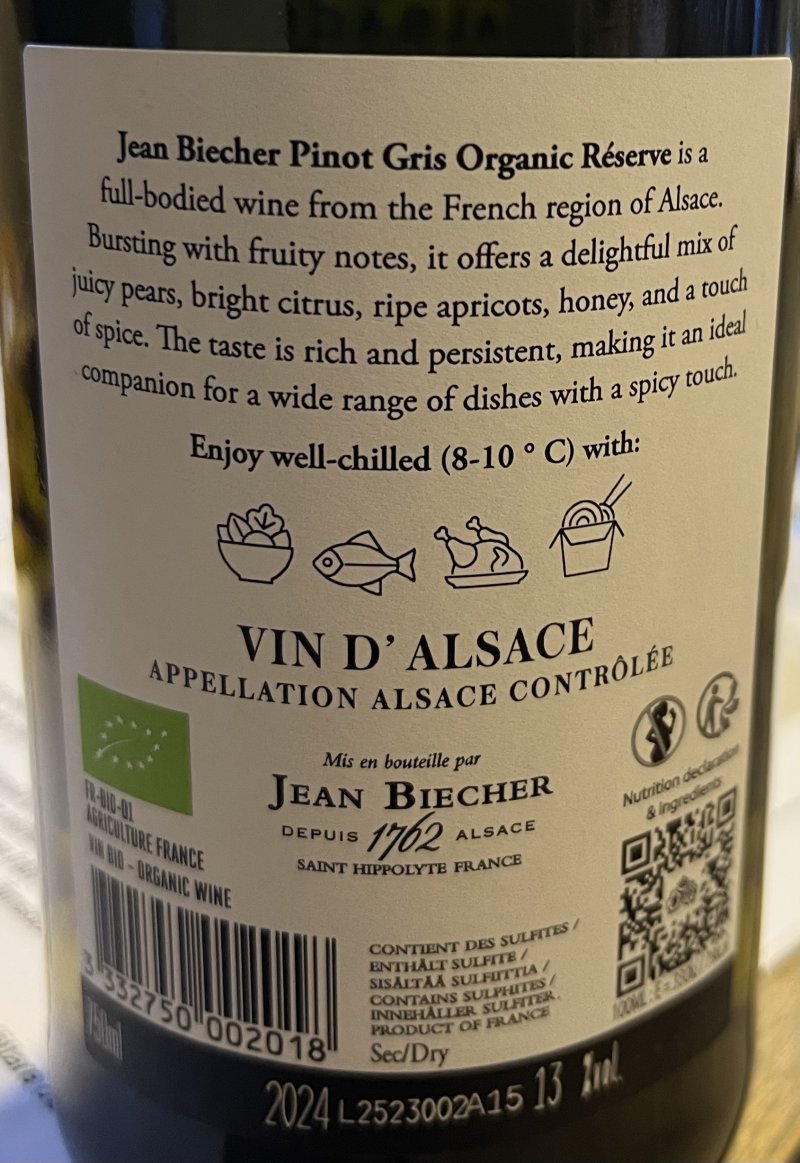 Jean Biecher Pinot Gris Organic Réserve is a
full-bodied wine from the French region of Alsace.
Bursting with fruity notes, it offers a delightful mix of
juicy pears, bright citrus, ripe apricots, honey, and a touch
of spice. The taste is rich and persistent, making it an ideal
companion for a wide range of dishes with a spicy touch.
Enjoy well-chilled (8-10 ° C) with:
VIN D'ALSACE
APPELLATION ALSACE CONTRÔLÉE
Mis en bouteille par
JEAN BIECHER
DEPUIS 1762 ALSACE
SAINT HIPPOLYTE FRANCE
FR-BIO-01
AGRICULTURE FRANCE
VIN BIO - ORGANIC WINE
Nutrition declaration
& Ingredients
3 332750 002018
750ml
CONTIENT DES SULFITES /
ENTHÄLT SULFITE /
SISÄLTÄÄ SULFIITTIA /
CONTAINS SULPHITES /
INNEHÅLLER SULFITER.
PRODUCT OF FRANCE
Sec/Dry
100ML : E =
2024 L2523002A15 13 %vol.